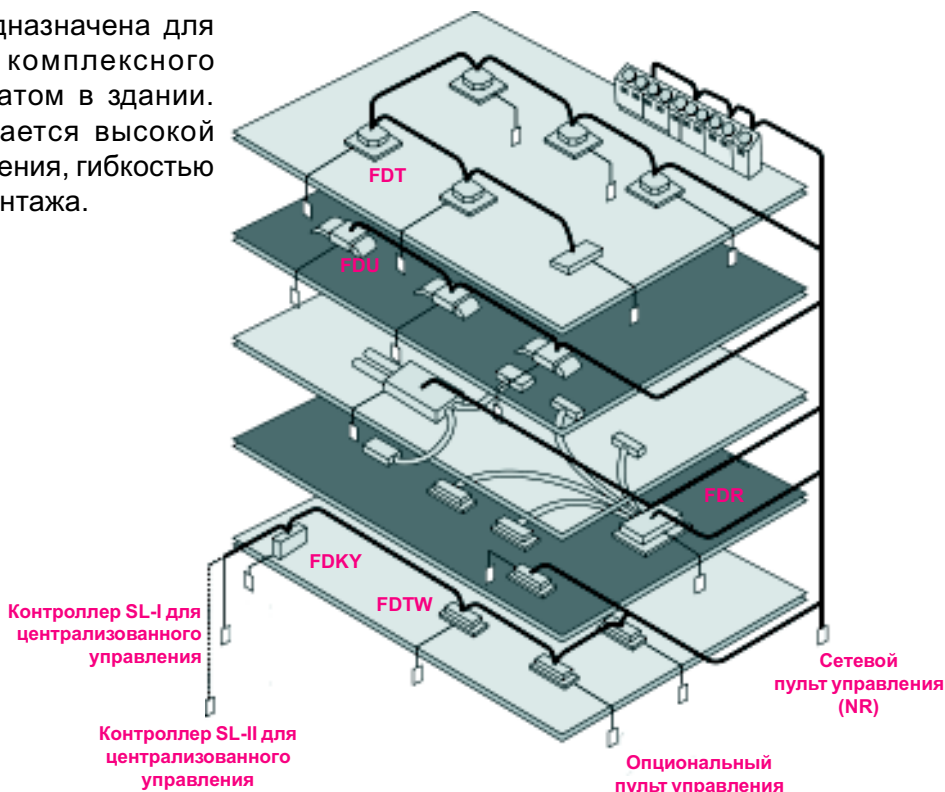 дназначена для
комплексного
атом в здании.
ается высокой
ения, гибкостью
нтажа.
FDT
FDU
FDR
FDKY
FDTW
Контроллер SL-I для
централизованного
управления
Контроллер SL-II для
централизованного
управления
Сетевой
пульт управления
(NR)
Опциональный
пульт управления